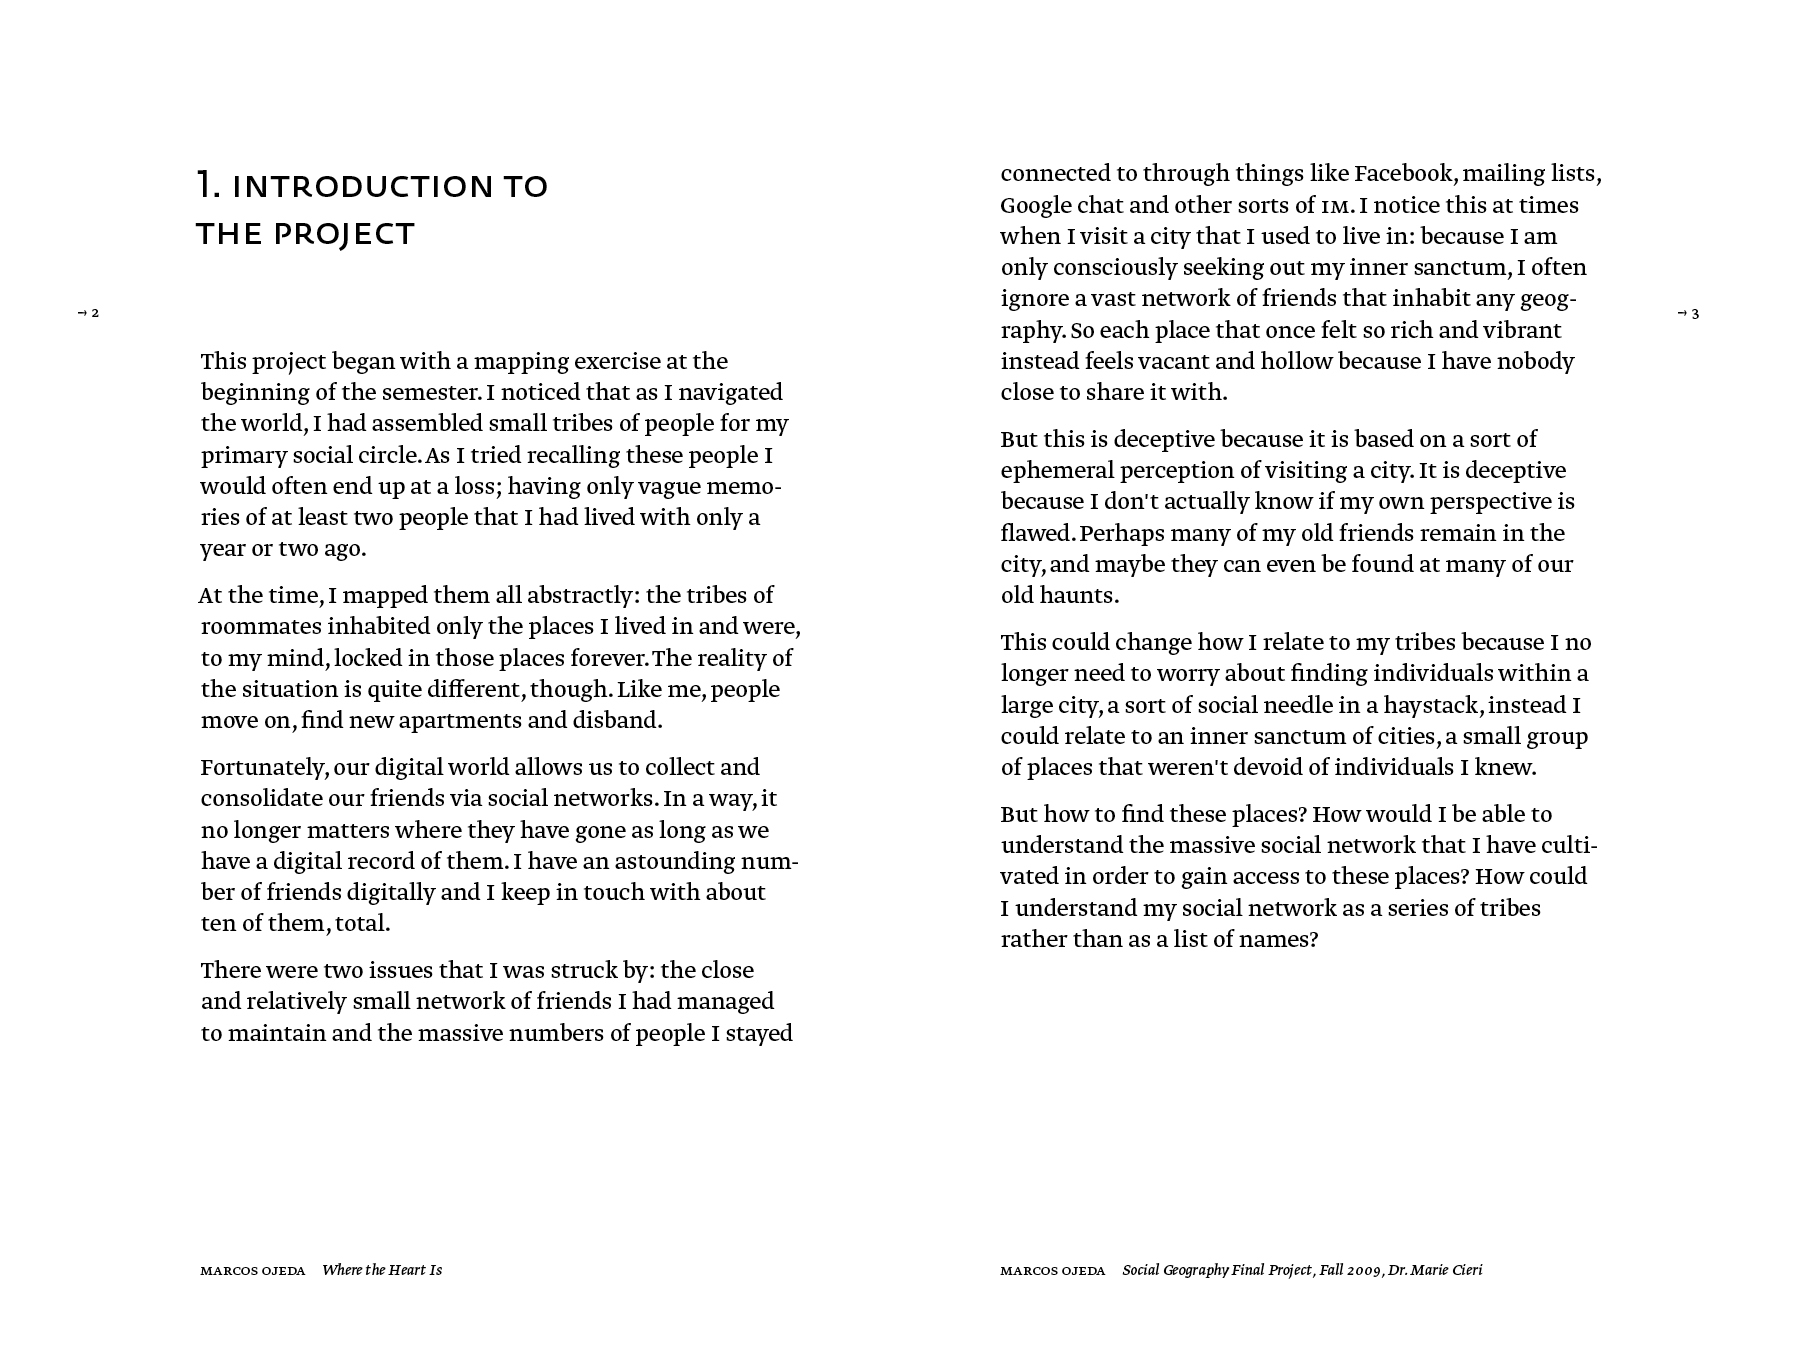 1. INTRODUCTION TO
THE PROJECT
→ 2
This project began with a mapping exercise at the
beginning of the semester. I noticed that as I navigated
the world, I had assembled small tribes of people for my
primary social circle. As I tried recalling these people I
would often end up at a loss; having only vague memo-
ries of at least two people that I had lived with only a
year or two ago.
At the time, I mapped them all abstractly: the tribes of
roommates inhabited only the places I lived in and were,
to my mind, locked in those places forever. The reality of
the situation is quite different, though. Like me, people
move on, find new apartments and disband.
Fortunately, our digital world allows us to collect and
consolidate our friends via social networks. In a way, it
no longer matters where they have gone as long as we
have a digital record of them. I have an astounding num-
ber of friends digitally and I keep in touch with about
ten of them, total.
There were two issues that I was struck by: the close
and relatively small network of friends I had managed
to maintain and the massive numbers of people I stayed
MARCOS OJEDA Where the Heart Is
connected to through things like Facebook, mailing lists,
Google chat and other sorts of IM. I notice this at times
when I visit a city that I used to live in: because I am
only consciously seeking out my inner sanctum, I often
ignore a vast network of friends that inhabit any geog-
raphy. So each place that once felt so rich and vibrant
instead feels vacant and hollow because I have nobody
close to share it with.
→ 3
But this is deceptive because it is based on a sort of
ephemeral perception of visiting a city. It is deceptive
because I don't actually know if my own perspective is
flawed. Perhaps many of my old friends remain in the
city, and maybe they can even be found at many of our
old haunts.
This could change how I relate to my tribes because I no
longer need to worry about finding individuals within a
large city, a sort of social needle in a haystack, instead I
could relate to an inner sanctum of cities, a small group
of places that weren't devoid of individuals I knew.
But how to find these places? How would I be able to
understand the massive social network that I have culti-
vated in order to gain access to these places? How could
I understand my social network as a series of tribes
rather than as a list of names?
MARCOS OJEDA Social Geography Final Project, Fall 2009, Dr. Marie Cieri